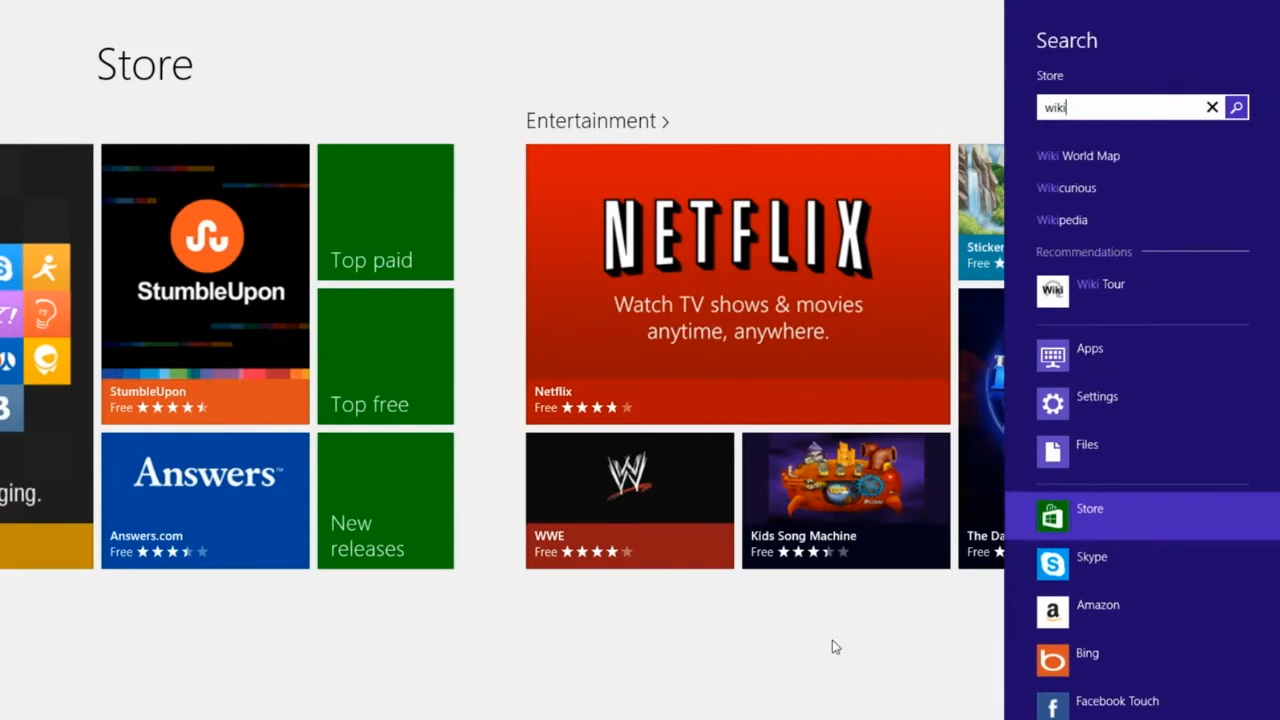 Store
ging.
StumbleUpon
StumbleUpon
Free
Answers™
Answers.com
Free
Top paid
Top free
New
releases
Entertainment >
NETFLIX
Watch TV shows & movies
anytime, anywhere.
Netflix
Free
W
WWE
Free
Kids Song Machine
Free
Sticker
Free
The Da
Free
Search
Store
wiki
Wiki World Map
Wikicurious
Wikipedia
Recommendations
Wiki
Wiki Tour
Apps
Settings
Files
Store
Skype
Amazon
Bing
Facebook Touch